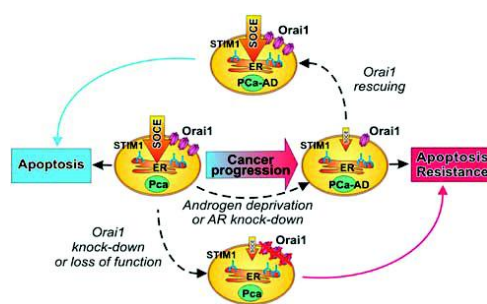 Orai1
STIM1
SOCE
ER
PCa-AD
Orai1
rescuing
Orai1
STIM1
SOCE
ER
Pca
Apoptosis
Cancer
progression
Orai1
STIM1
ER
PCa-AD
Apoptosis
Resistance
Androgen deprivation
or AR knock-down
Orai1
knock-down
or loss of function
Orai1
STIM1
ER
Pca